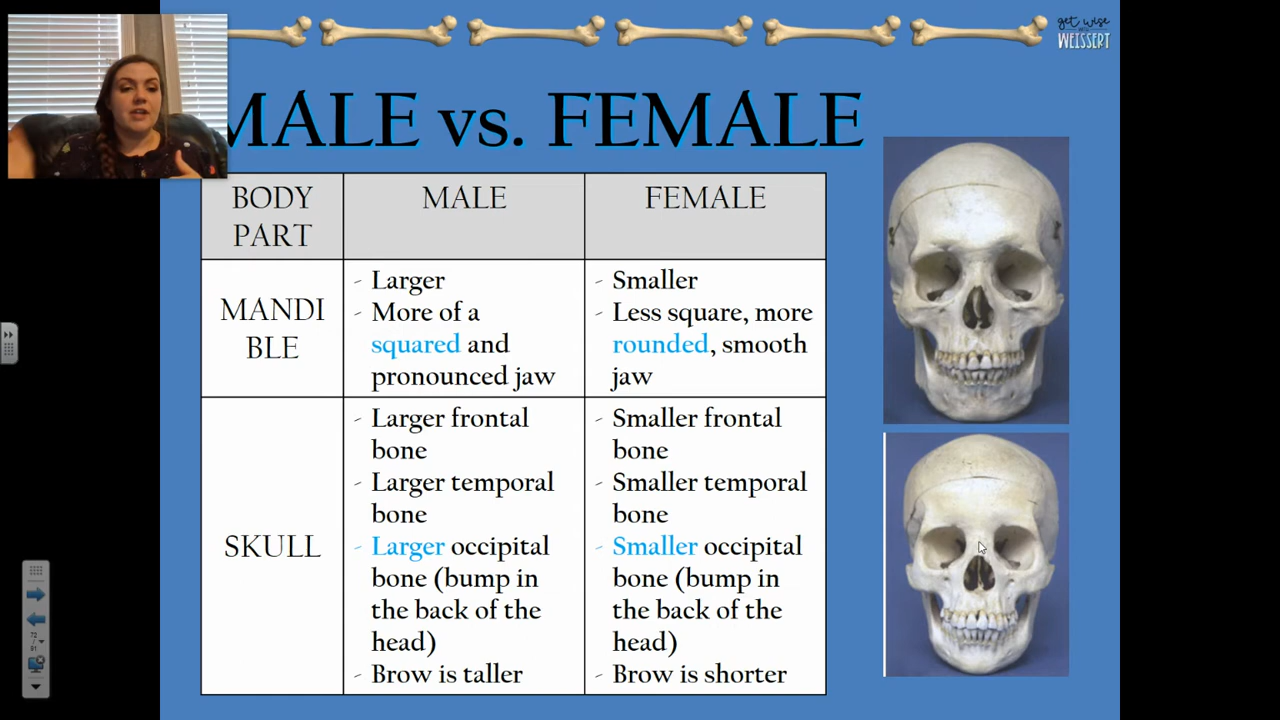 get wise
WEISSERT
MALE vs. FEMALE
BODY
PART
MALE
FEMALE
MANDI
BLE
- Larger
- More of a
squared and
pronounced jaw
- Smaller
- Less square, more
rounded, smooth
jaw
SKULL
- Larger frontal
bone
- Larger temporal
bone
- Larger occipital
bone (bump in
the back of the
head)
- Brow is taller
- Smaller frontal
bone
- Smaller temporal
bone
- Smaller occipital
bone (bump in
the back of the
head)
- Brow is shorter
72
/
91